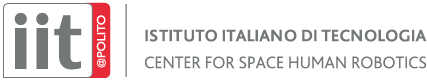 iit
@POLITO
ISTITUTO ITALIANO DI TECNOLOGIA
CENTER FOR SPACE HUMAN ROBOTICS